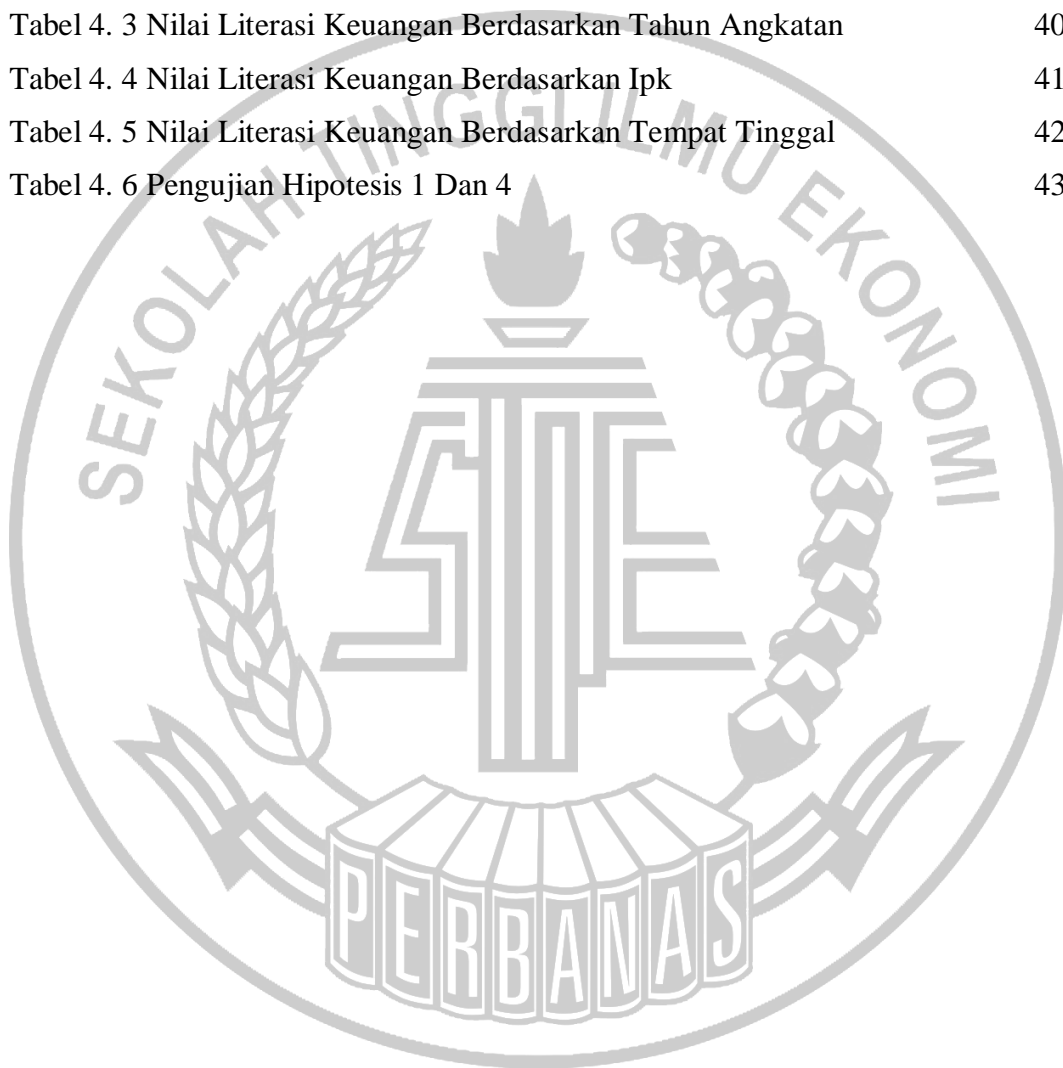 Tabel 4. 3 Nilai Literasi Keuangan Berdasarkan Tahun Angkatan 40
Tabel 4. 4 Nilai Literasi Keuangan Berdasarkan Ipk 41
Tabel 4. 5 Nilai Literasi Keuangan Berdasarkan Tempat Tinggal 42
Tabel 4. 6 Pengujian Hipotesis 1 Dan 4 43
SEKOLAH TINGGI ILMU EKONOMI
STIE
PERBANAS